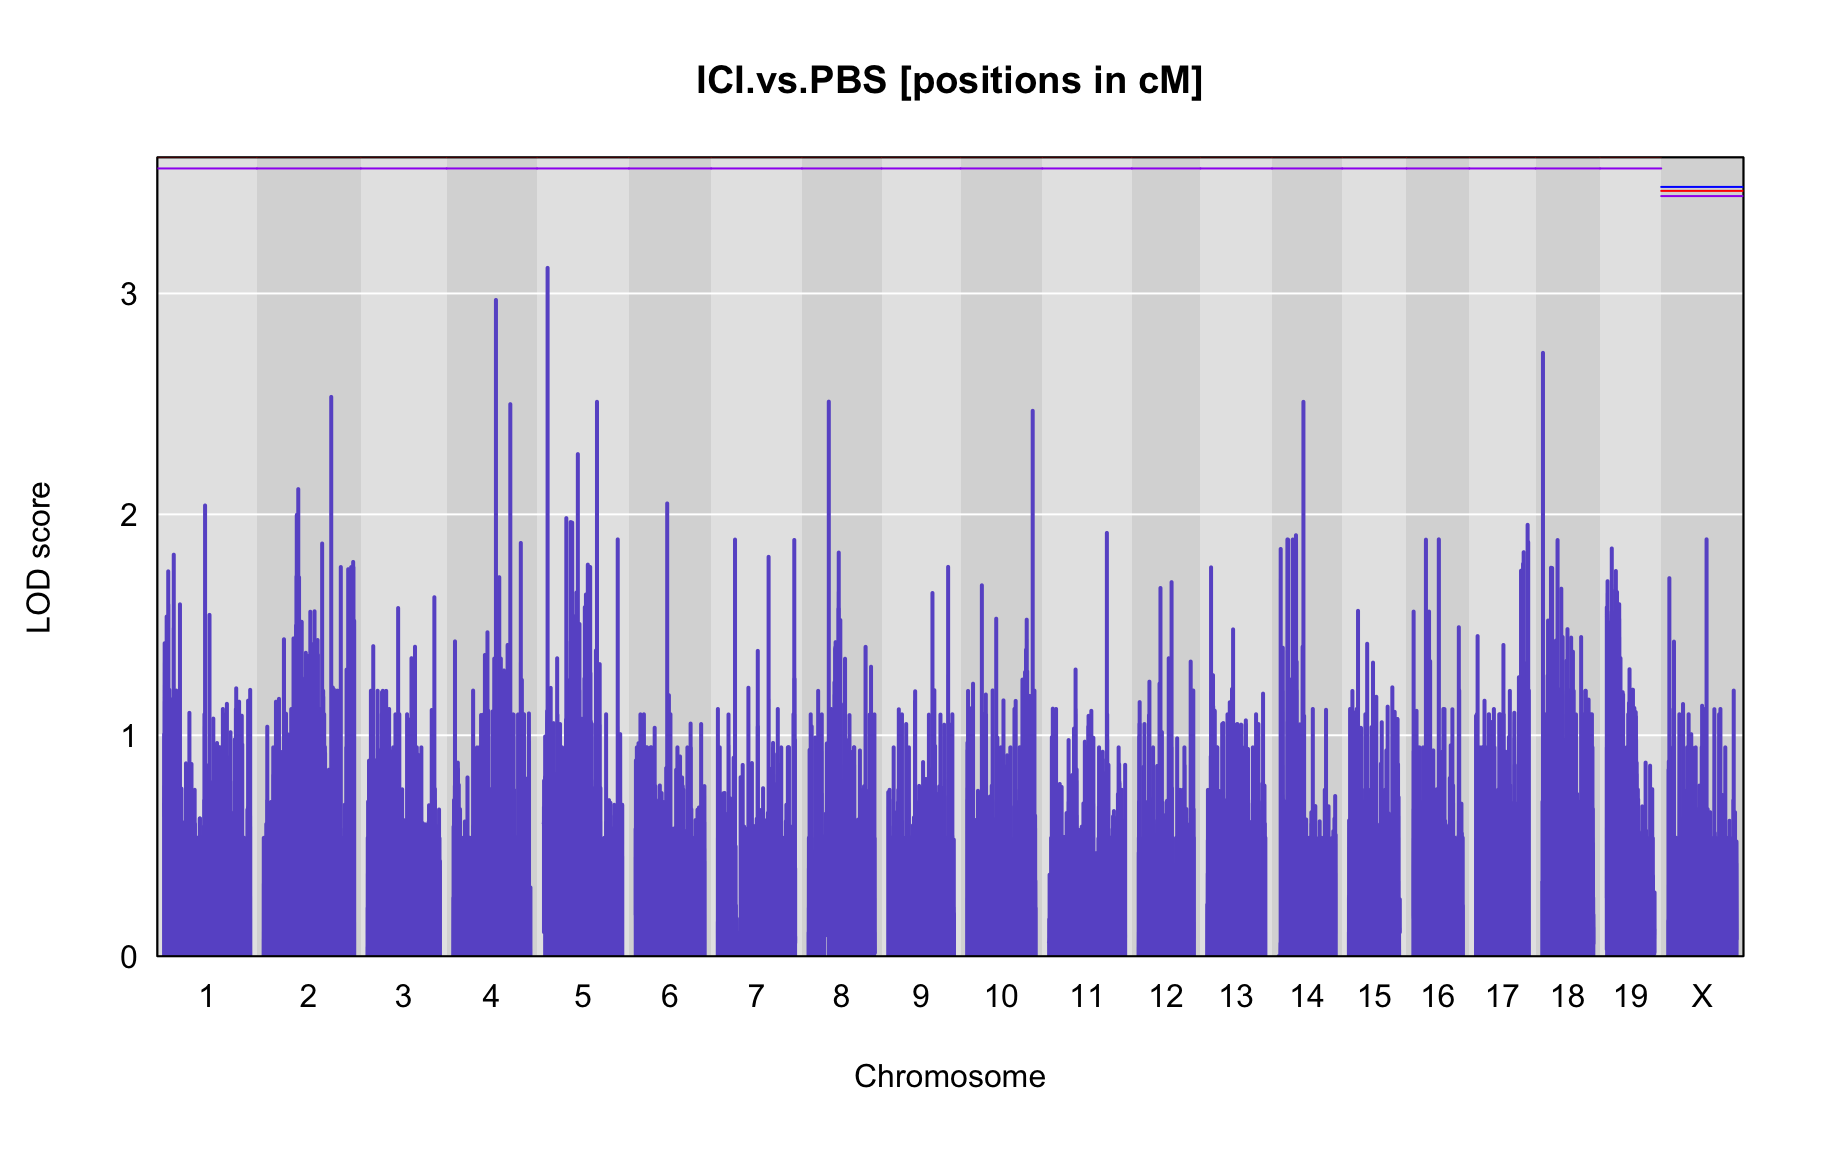 ICI.vs.PBS [positions in cM]
3
2
1
0
LOD score
1 2 3 4 5 6 7 8 9 10 11 12 13 14 15 16 17 18 19 X
Chromosome